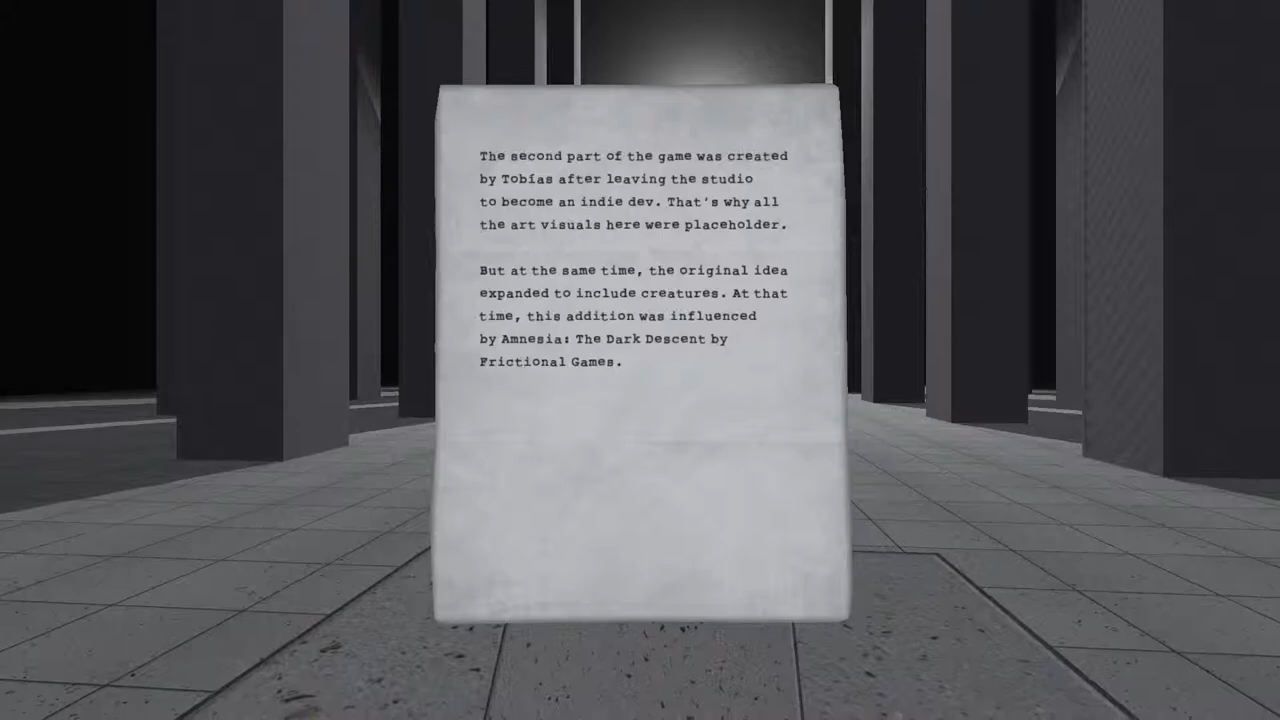 The second part of the game was created
by Tobías after leaving the studio
to become an indie dev. That's why all
the art visuals here were placeholder.
But at the same time, the original idea
expanded to include creatures. At that
time, this addition was influenced
by Amnesia: The Dark Descent by
Frictional Games.